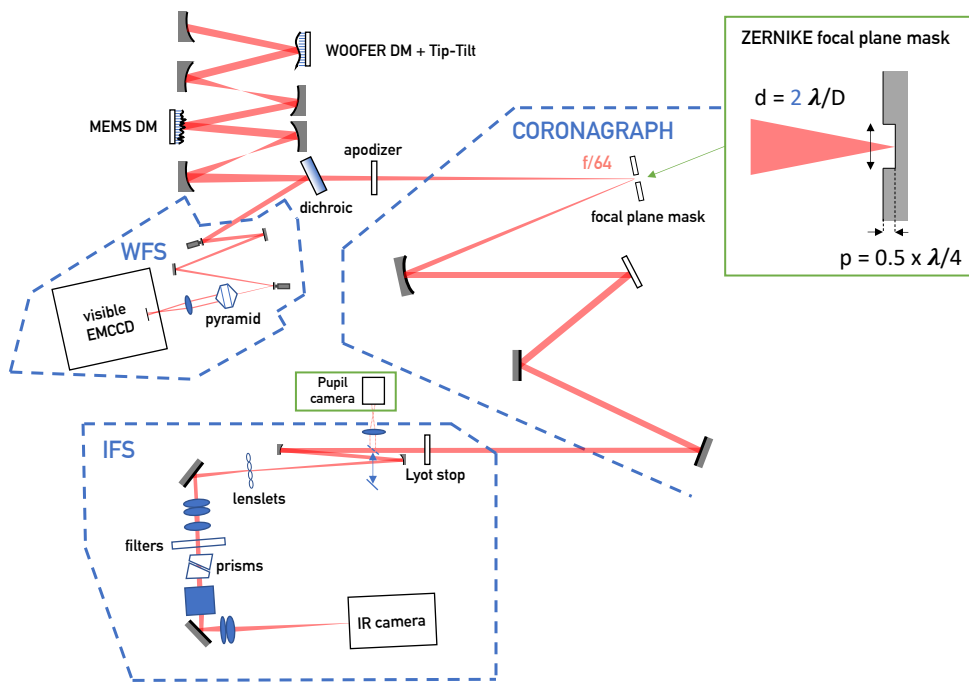 WOOFER DM + Tip-Tilt
MEMS DM
apodizer
dichroic
CORONAGRAPH
f/64
focal plane mask
ZERNIKE focal plane mask
d = 2 λ/D
p = 0.5 x λ/4
WFS
visible
EMCCD
pyramid
Pupil
camera
IFS
Lyot stop
lenslets
filters
prisms
IR camera